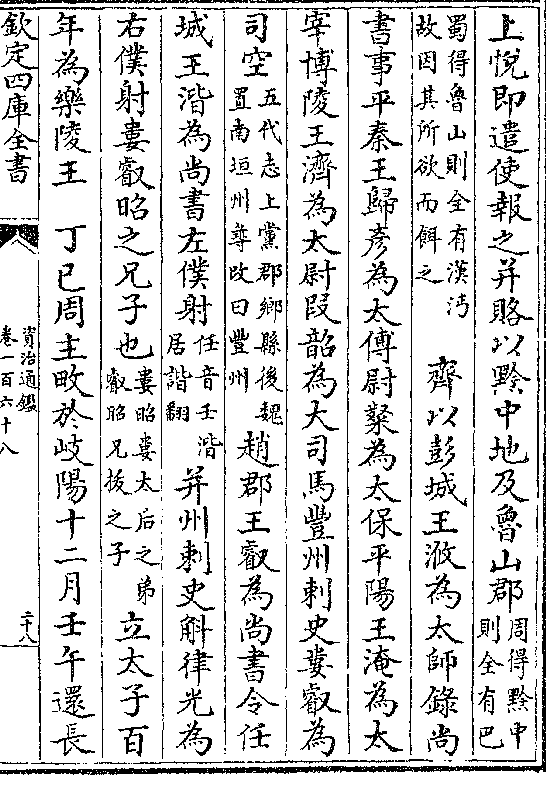 上悅即遣使報之并賂以黔中地及魯山郡周得黔中則全有巴
蜀得魯山則全有漢沔故因其所欲而餌之 齊以彭城王浟為太師錄尚
書事平秦王歸彥為太傅尉粲為太保平陽王淹為太
宰博陵王濟為太尉段韶為大司馬豐州刺史婁叡為
司空五代志上黨郡鄉縣後魏置南垣州尋改曰豐州趙郡王叡為尚書令任
城王湝為尚書左僕射任音壬湝居諧翻并州刺史斛律光為
右僕射婁叡昭之兄子也婁昭婁太后之弟叡昭兄拔之子立太子百
年為樂陵王 丁巳周主畋於岐陽十二月壬午還長
欽定四庫全書
資治通鑑
卷一百六十八
二十八